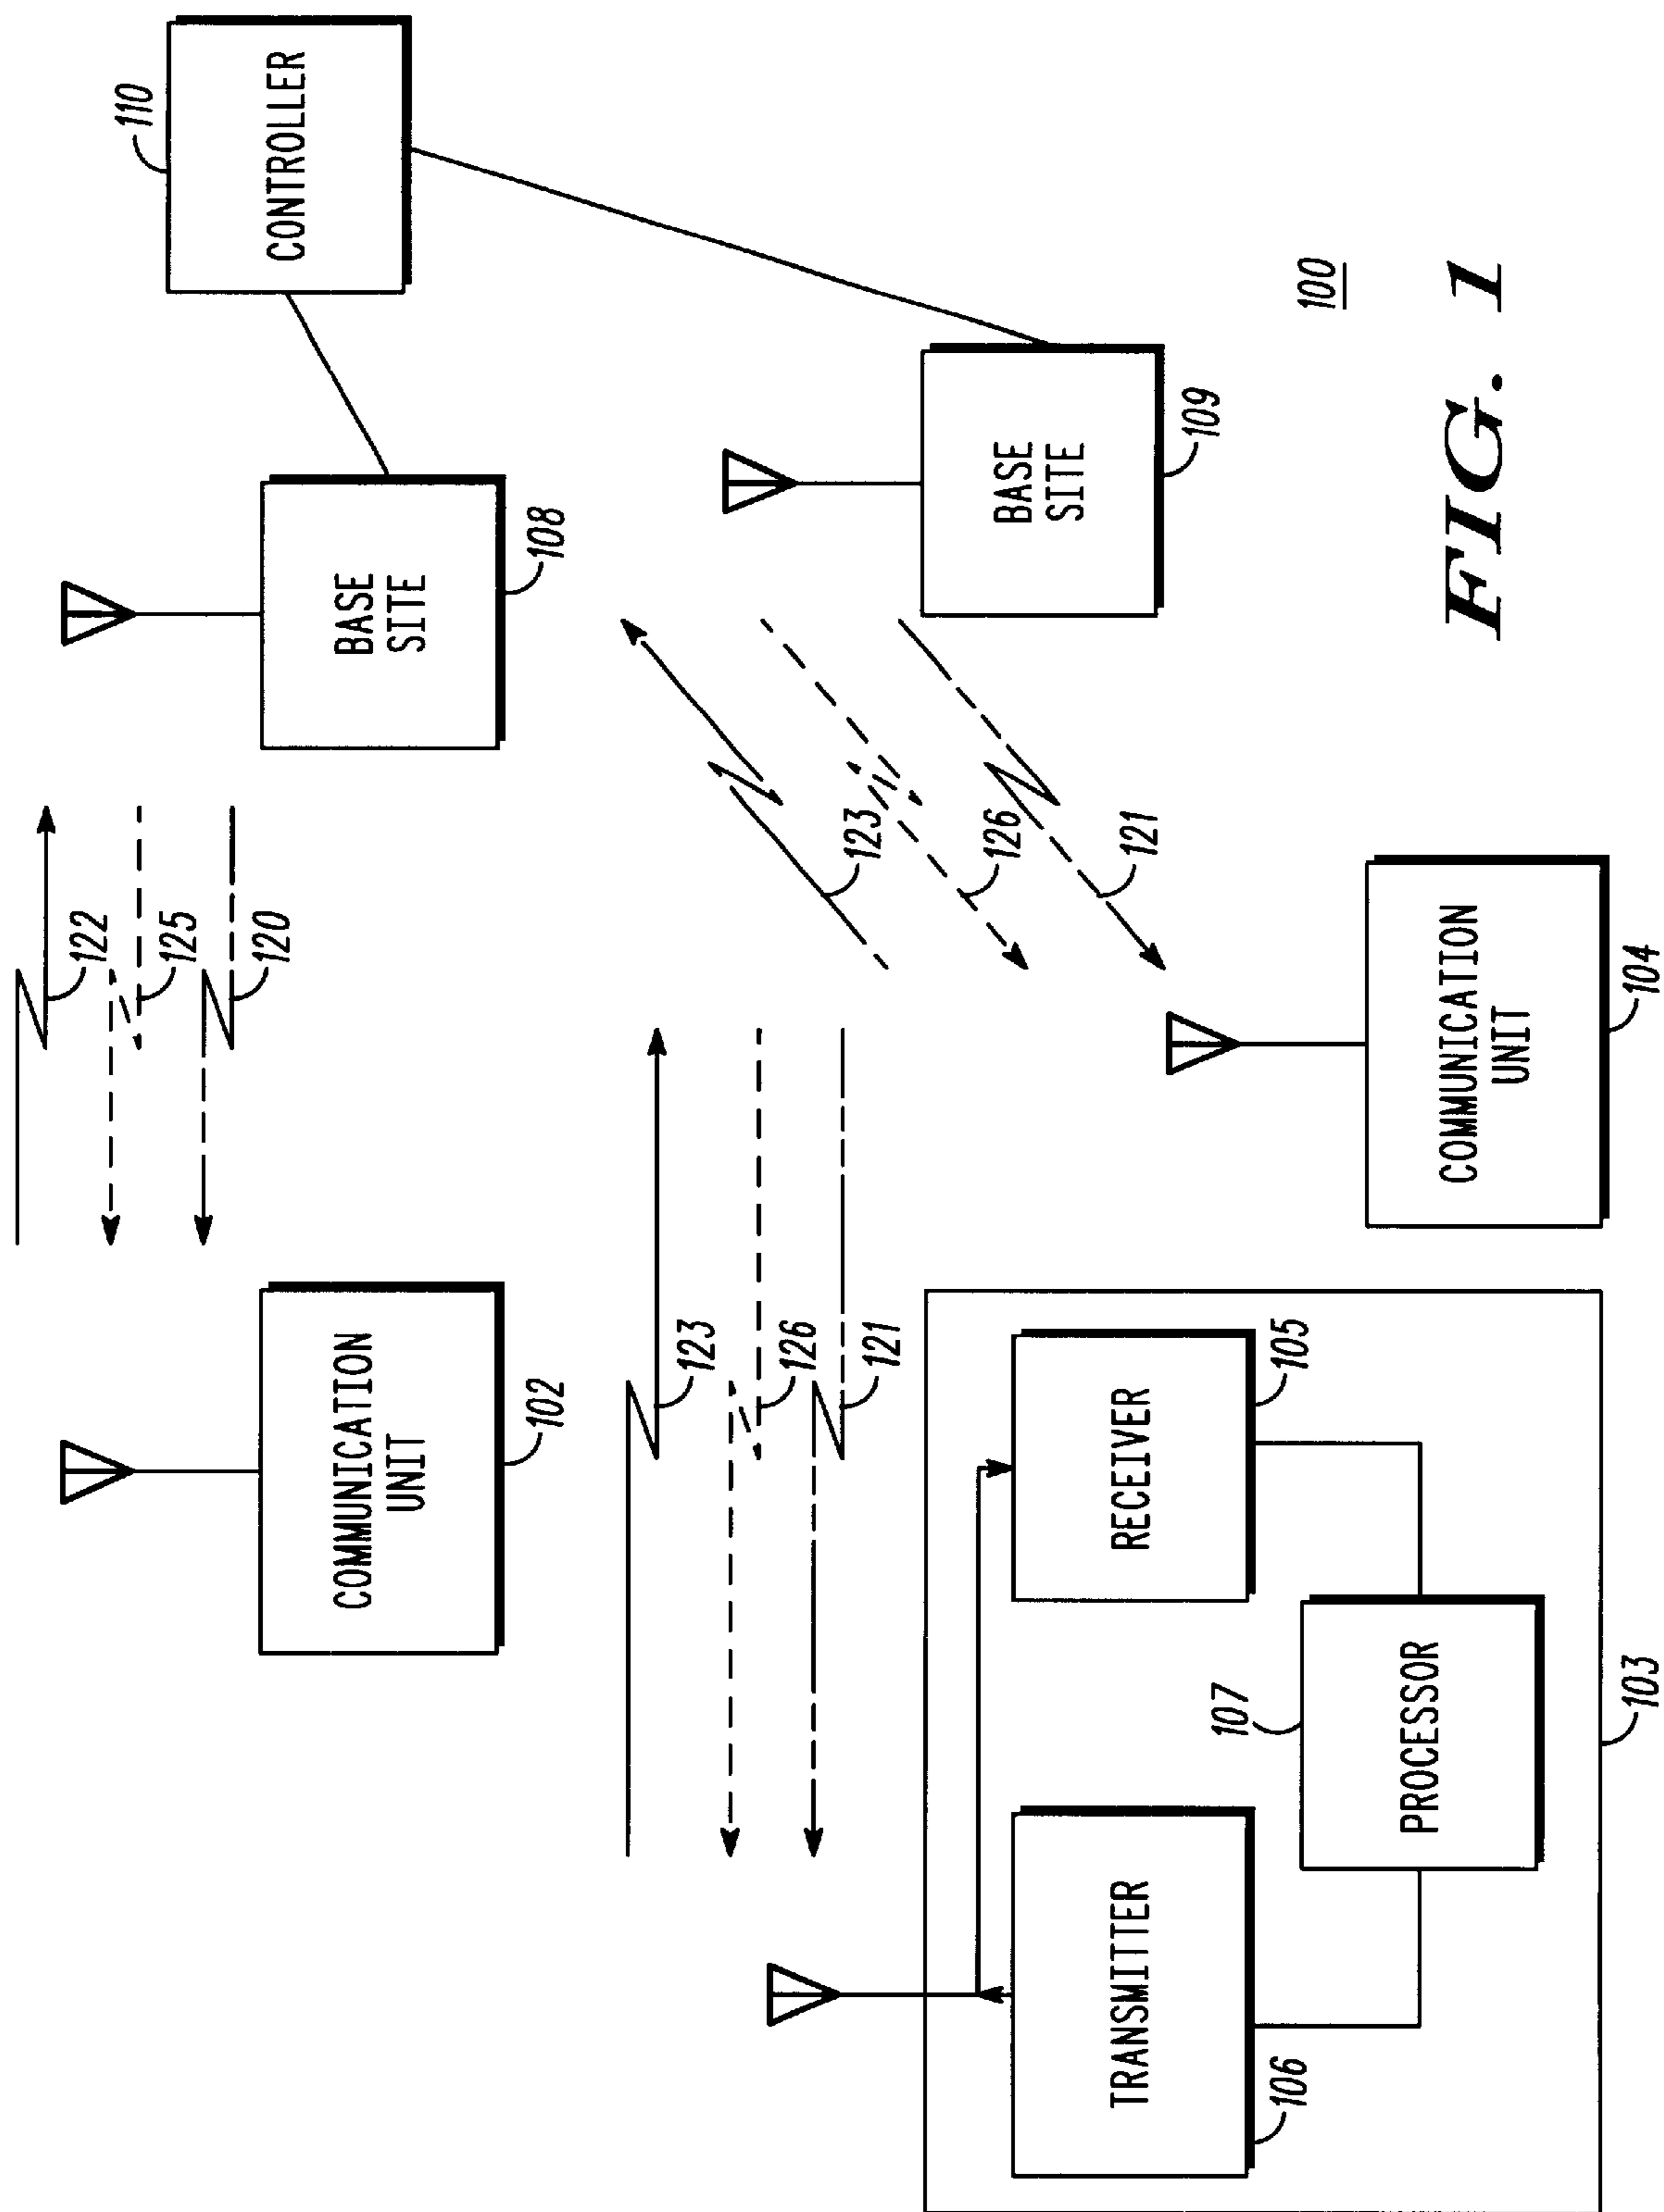 122
125
120
110
CONTROLLER
COMMUNICATION
UNIT
102
BASE
SITE
108
123
126
121
123
126
121
BASE
SITE
109
TRANSMITTER
106
RECEIVER
105
107
PROCESSOR
103
COMMUNICATION
UNIT
104
100
FIG. 1